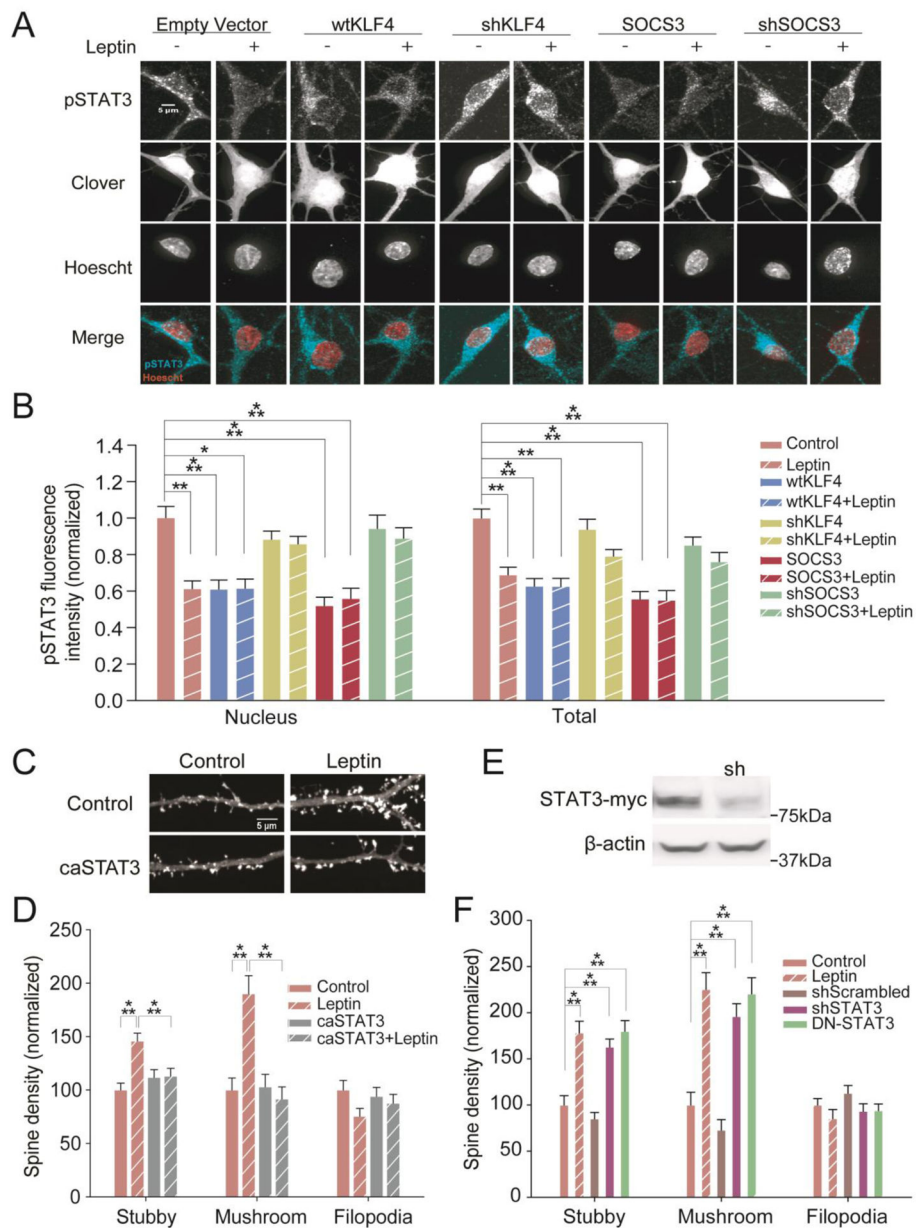 A
Empty Vector wtKLF4 shKLF4 SOCS3 shSOCS3
Leptin - + - + - + - + - +
pSTAT3
5 μm
Clover
Hoescht
Merge
pSTAT3
Hoescht
B
pSTAT3 fluorescence
intensity (normalized)
1.4
1.2
1.0
0.8
0.6
0.4
0.2
0.0
** *** * *** ***
** *** ** *** ***
Nucleus Total
Control
Leptin
wtKLF4
wtKLF4+Leptin
shKLF4
shKLF4+Leptin
SOCS3
SOCS3+Leptin
shSOCS3
shSOCS3+Leptin
C
Control Leptin
Control
5 μm
caSTAT3
E
sh
STAT3-myc
-75kDa
β-actin
-37kDa
D
Spine density (normalized)
250
200
150
100
50
0
*** ***
*** ***
Control
Leptin
caSTAT3
caSTAT3+Leptin
Stubby Mushroom Filopodia
F
Spine density (normalized)
300
250
200
150
100
50
0
*** *** ***
*** *** ***
Control
Leptin
shScrambled
shSTAT3
DN-STAT3
Stubby Mushroom Filopodia